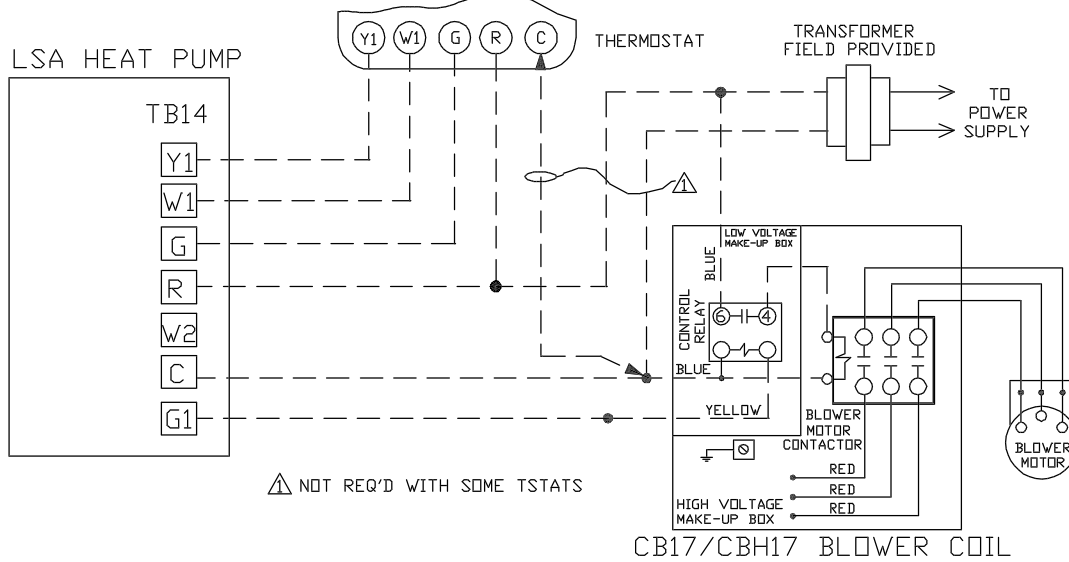 Y1 W1 G R C
THERMOSTAT
TRANSFORMER
FIELD PROVIDED
LSA HEAT PUMP
TB14
TO
POWER
SUPPLY
Y1
W1
G
R
W2
C
G1
1
LOW VOLTAGE
MAKE-UP BOX
BLUE
CONTROL
RELAY
6 4
BLUE
YELLOW
BLOWER
MOTOR
CONTACTOR
BLOWER
MOTOR
RED
RED
RED
HIGH VOLTAGE
MAKE-UP BOX
1 NOT REQ'D WITH SOME TSTATS
CB17/CBH17 BLOWER COIL